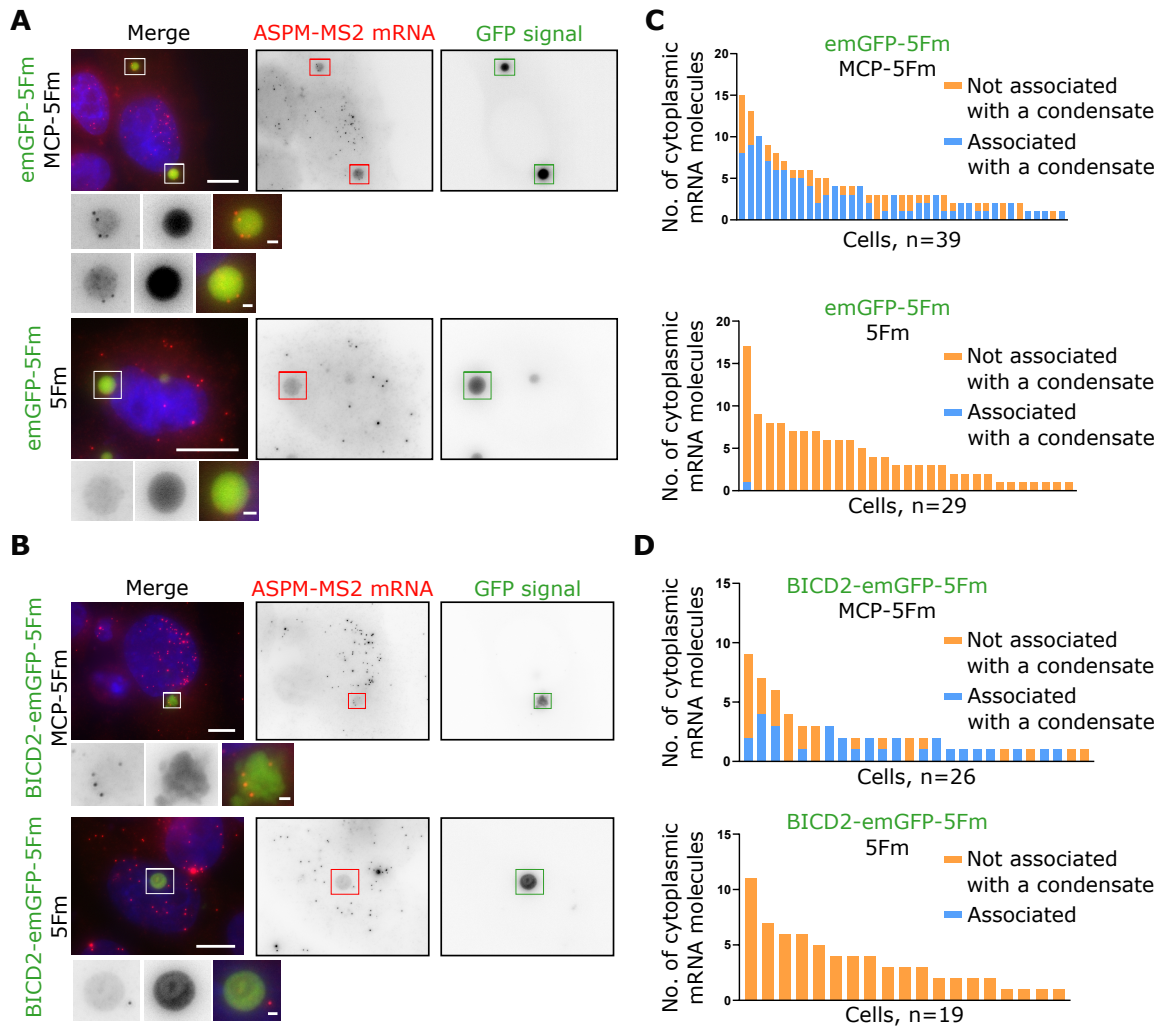 A
Merge
ASPM-MS2 mRNA
GFP signal
emGFP-5Fm
MCP-5Fm
emGFP-5Fm
5Fm
B
Merge
ASPM-MS2 mRNA
GFP signal
BICD2-emGFP-5Fm
MCP-5Fm
BICD2-emGFP-5Fm
5Fm
C
emGFP-5Fm
MCP-5Fm
No. of cytoplasmic
mRNA molecules
20
15
10
5
0
Not associated
with a condensate
Associated
with a condensate
Cells, n=39
emGFP-5Fm
5Fm
No. of cytoplasmic
mRNA molecules
20
15
10
5
0
Not associated
with a condensate
Associated
with a condensate
Cells, n=29
D
BICD2-emGFP-5Fm
MCP-5Fm
No. of cytoplasmic
mRNA molecules
15
10
5
0
Not associated
with a condensate
Associated
with a condensate
Cells, n=26
BICD2-emGFP-5Fm
5Fm
No. of cytoplasmic
mRNA molecules
15
10
5
0
Not associated
with a condensate
Associated
Cells, n=19